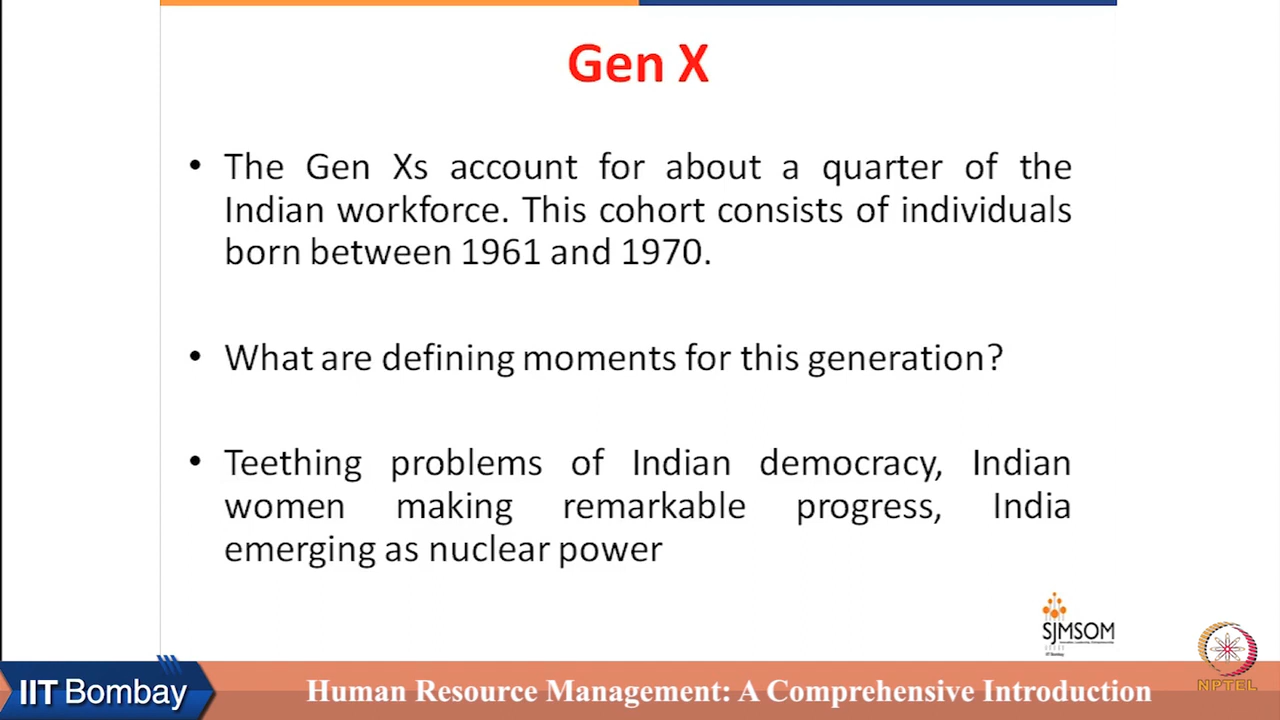 Gen X
• The Gen Xs account for about a quarter of the
Indian workforce. This cohort consists of individuals
born between 1961 and 1970.
• What are defining moments for this generation?
• Teething problems of Indian democracy, Indian
women making remarkable progress, India
emerging as nuclear power
SJMSOM
IIT Bombay
NPTEL
IIT Bombay
Human Resource Management: A Comprehensive Introduction